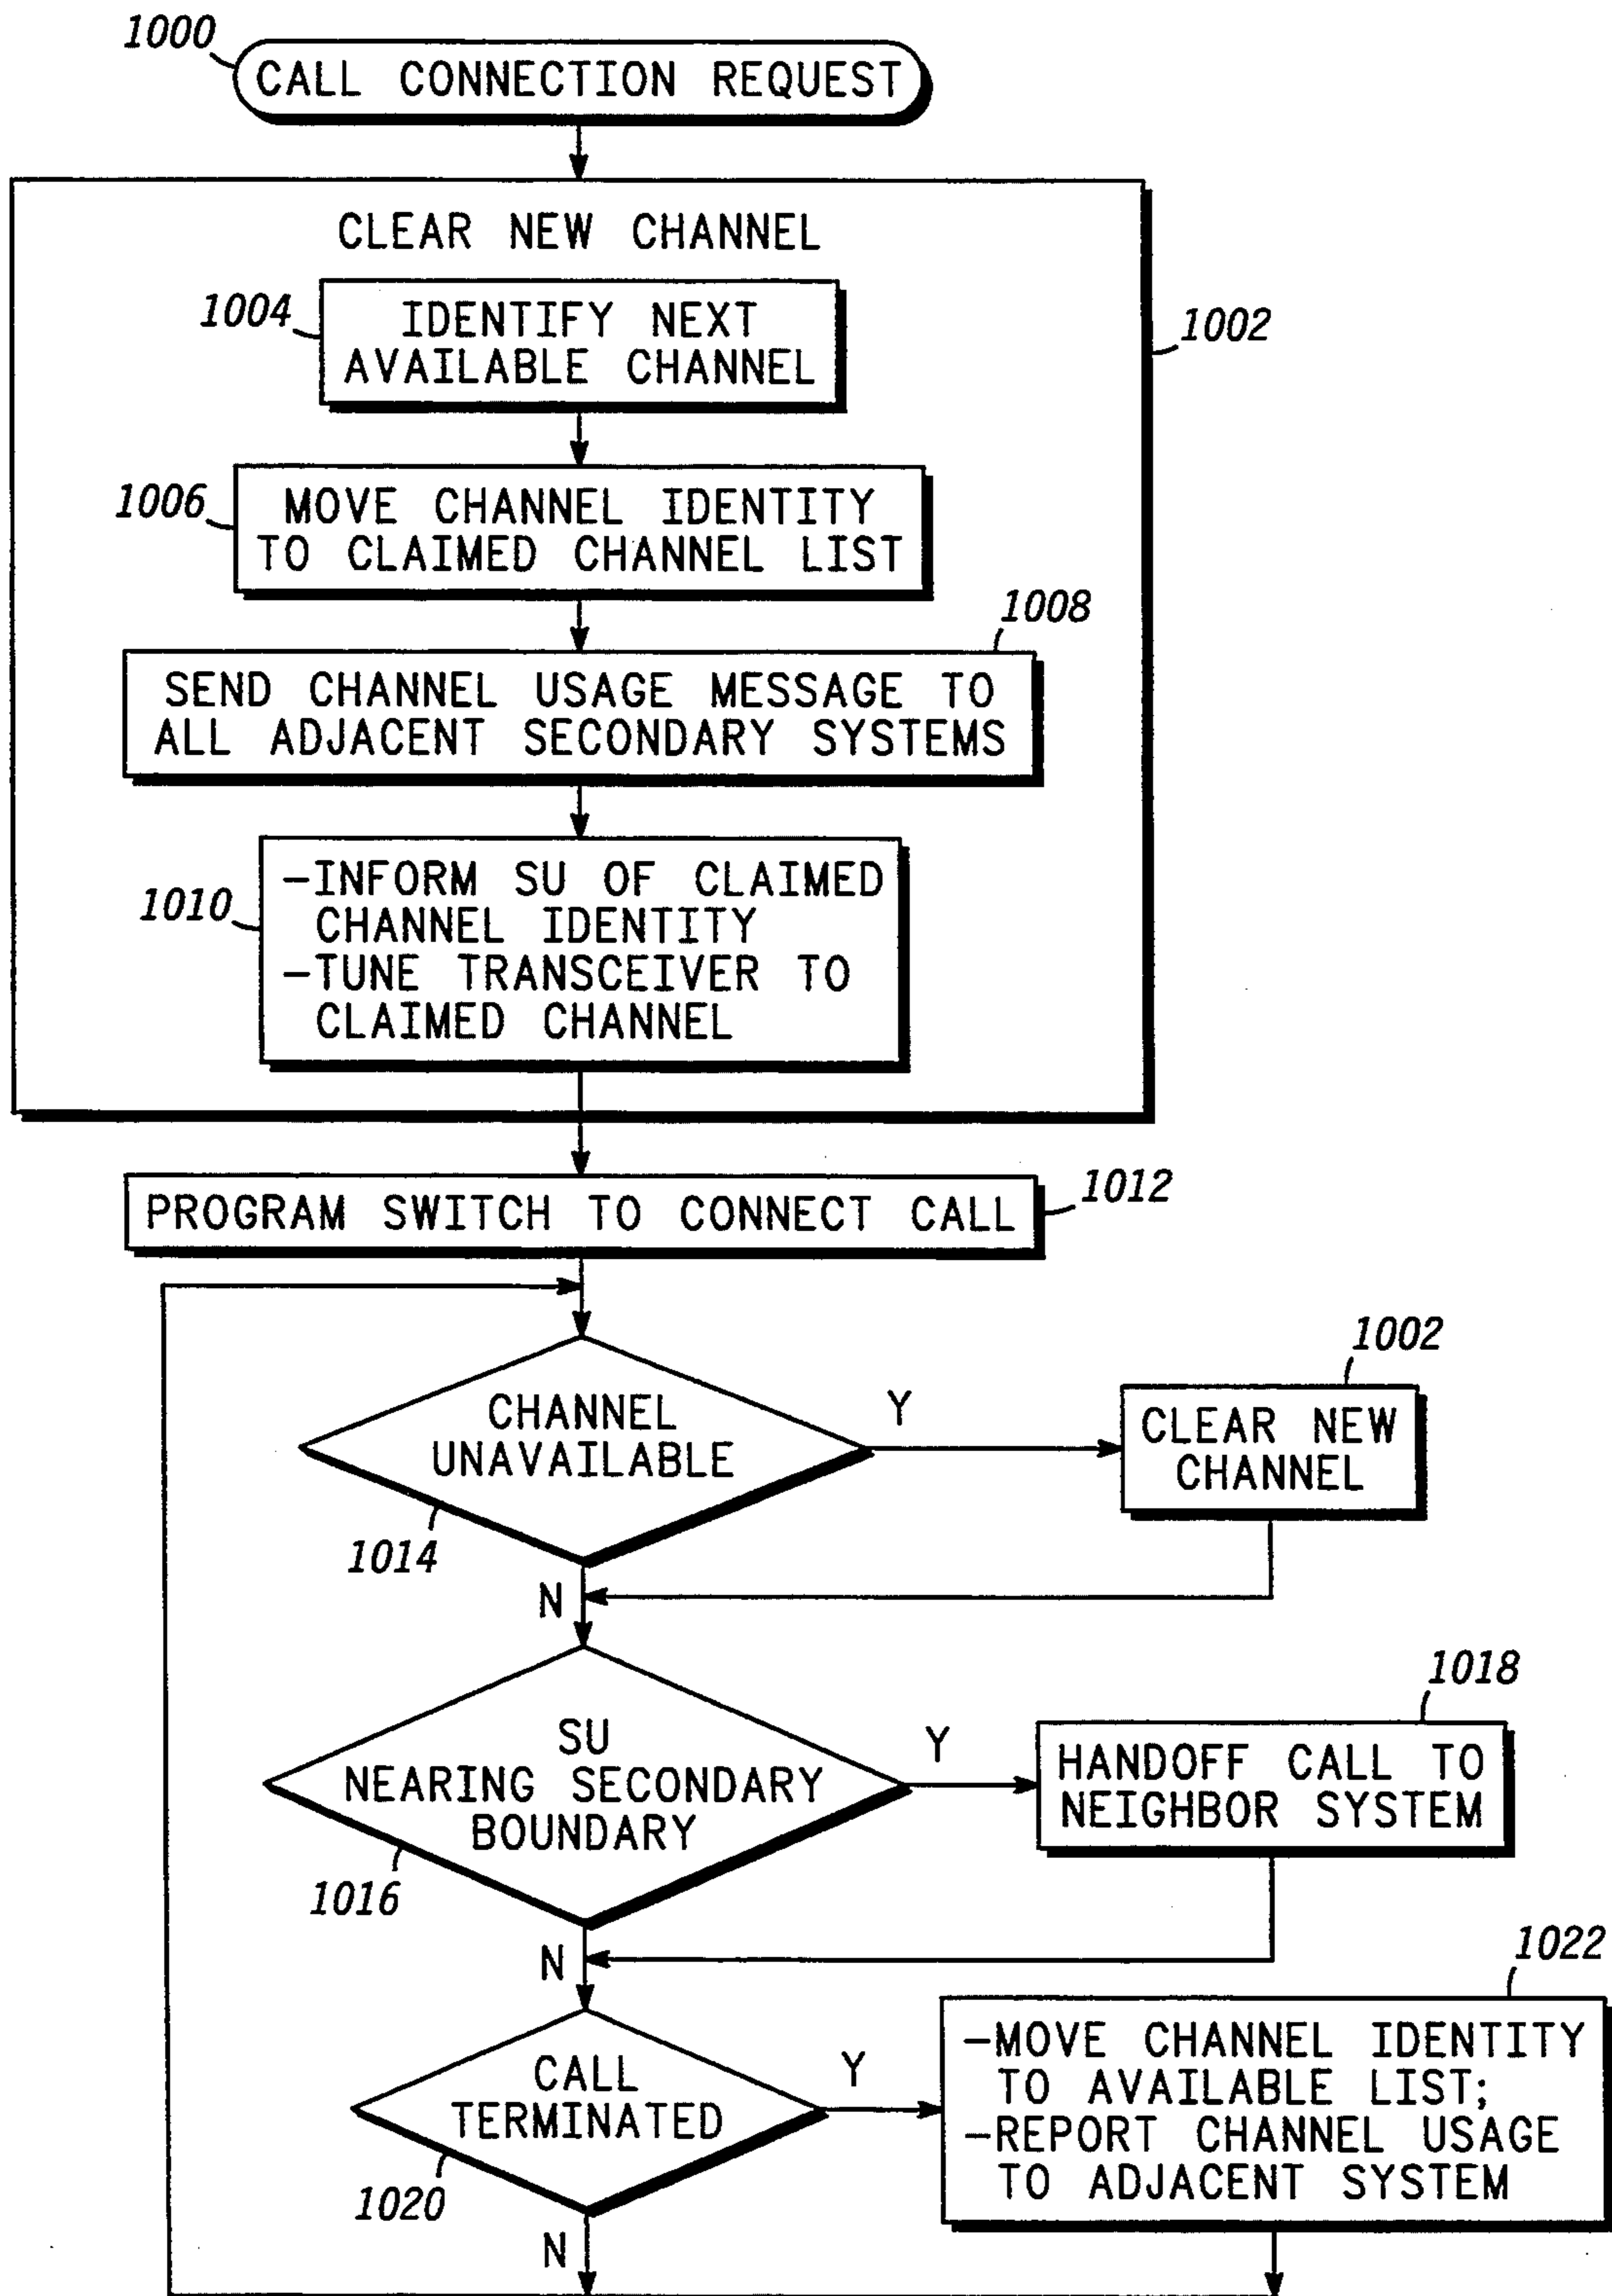 1000
CALL CONNECTION REQUEST
CLEAR NEW CHANNEL
1004
IDENTIFY NEXT
AVAILABLE CHANNEL
1002
1006
MOVE CHANNEL IDENTITY
TO CLAIMED CHANNEL LIST
1008
SEND CHANNEL USAGE MESSAGE TO
ALL ADJACENT SECONDARY SYSTEMS
1010
-INFORM SU OF CLAIMED
CHANNEL IDENTITY
-TUNE TRANSCEIVER TO
CLAIMED CHANNEL
PROGRAM SWITCH TO CONNECT CALL
1012
CHANNEL
UNAVAILABLE
1014
Y
1002
CLEAR NEW
CHANNEL
N
SU
NEARING SECONDARY
BOUNDARY
1016
Y
1018
HANDOFF CALL TO
NEIGHBOR SYSTEM
N
CALL
TERMINATED
1020
Y
1022
-MOVE CHANNEL IDENTITY
TO AVAILABLE LIST;
-REPORT CHANNEL USAGE
TO ADJACENT SYSTEM
N